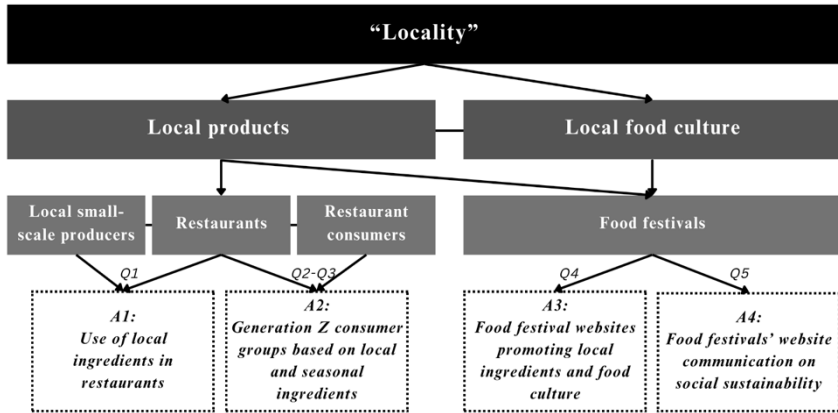 “Locality”
Local products
Local food culture
Local small-
scale producers
Restaurants
Restaurant
consumers
Food festivals
Q1
Q2-Q3
Q4
Q5
A1:
Use of local
ingredients in
restaurants
A2:
Generation Z consumer
groups based on local
and seasonal
ingredients
A3:
Food festival websites
promoting local
ingredients and food
culture
A4:
Food festivals’ website
communication on
social sustainability